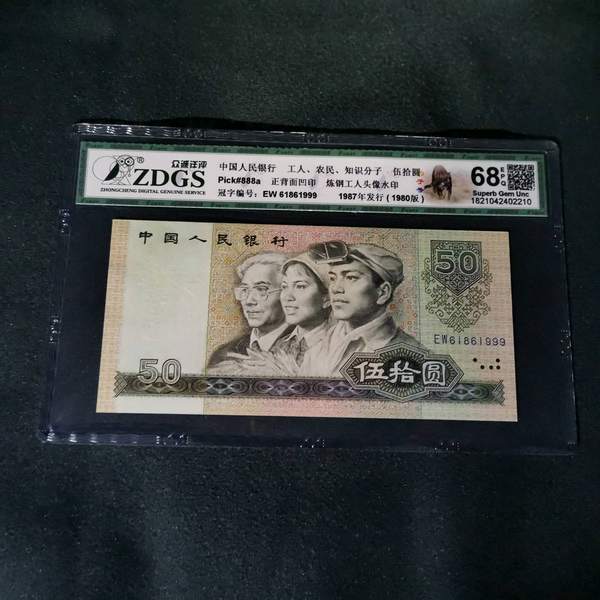 众诚评级
ZDGS®
ZHONGCHENG DIGITAL GENUINE SERVICE
中国人民银行 工人、农民、知识分子 伍拾圆
Pick#888a 正背面凹印 炼钢工人头像水印
冠字编号: EW 61861999 1987年发行 (1980版)
68 EPQ
Superb Gem Unc
1821042402210
中国人民银行
50
EW61861999
50
伍拾圆